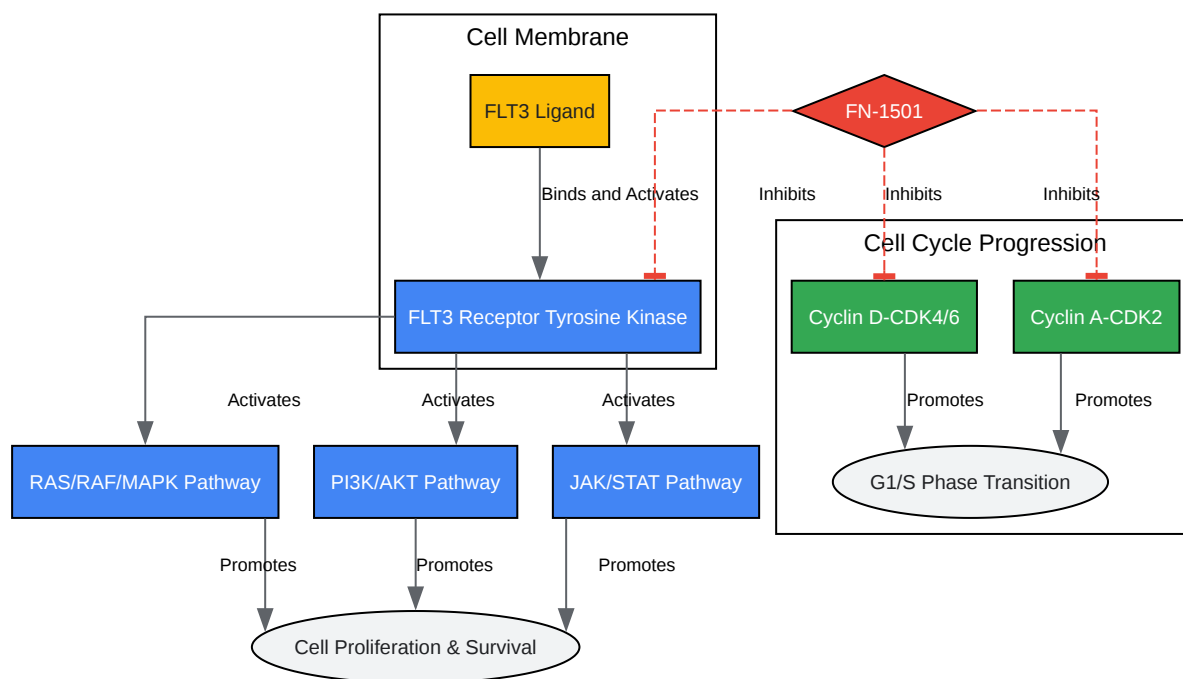 Cell Membrane
FLT3 Ligand
FN-1501
Binds and Activates
Inhibits
Inhibits
Inhibits
Cell Cycle Progression
FLT3 Receptor Tyrosine Kinase
Cyclin D-CDK4/6
Cyclin A-CDK2
Activates
Activates
Activates
Promotes
Promotes
RAS/RAF/MAPK Pathway
PI3K/AKT Pathway
JAK/STAT Pathway
G1/S Phase Transition
Promotes
Promotes
Promotes
Cell Proliferation & Survival